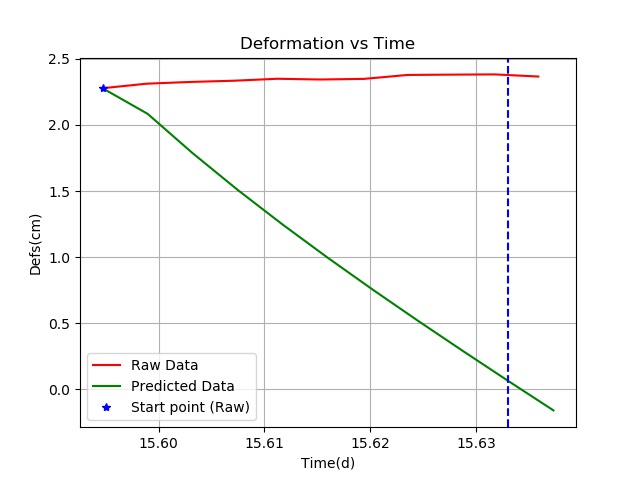 Deformation vs Time
2.5
2.0
1.5
1.0
0.5
0.0
Defs(cm)
Raw Data
Predicted Data
Start point (Raw)
15.60 15.61 15.62 15.63
Time(d)